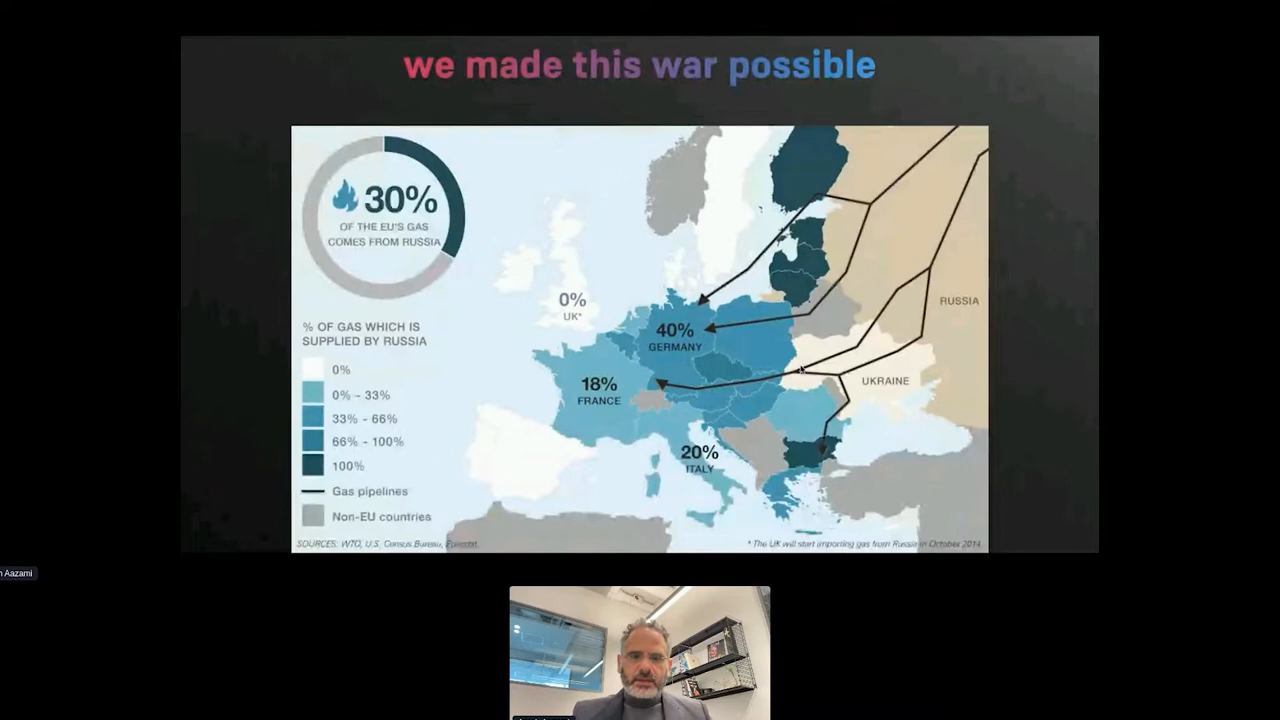 we made this war possible
30%
OF THE EU'S GAS
COMES FROM RUSSIA
% OF GAS WHICH IS
SUPPLIED BY RUSSIA
0%
0% - 33%
33% - 66%
66% - 100%
100%
Gas pipelines
Non-EU countries
0%
UK*
40%
GERMANY
18%
FRANCE
20%
ITALY
RUSSIA
UKRAINE
SOURCES: WTO, U.S. Census Bureau, Eurostat.
* The UK will start importing gas from Russia in October 2014
Aazami